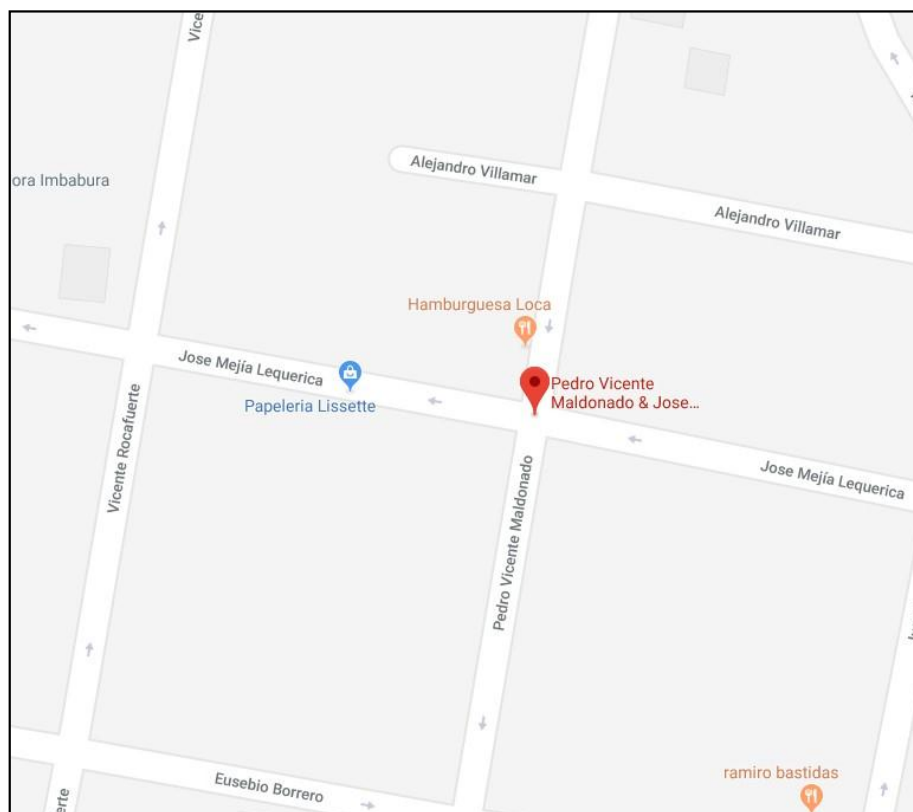 Vice
Alejandro Villamar
ora Imbabura
Alejandro Villamar
Hamburguesa Loca
Jose Mejía Lequerica
Pedro Vicente
Maldonado & Jose...
Papeleria Lissette
Vicente Rocafuerte
Pedro Vicente Maldonado
Jose Mejía Lequerica
ramiro bastidas
Eusebio Borrero
erte